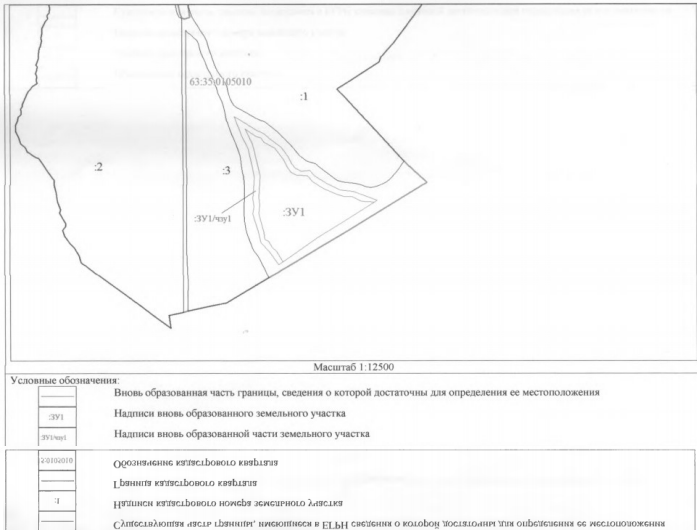 63:35:0105010
:1
:2
:3
:ЗУ1/чзу1
:ЗУ1
Масштаб 1:12500
Условные обозначения:
Вновь образованная часть границы, сведения о которой достаточны для определения ее местоположения
:ЗУ1 Надписи вновь образованного земельного участка
:ЗУ1/чзу1 Надписи вновь образованной части земельного участка
Обозначение кадастрового квартала
Граница кадастрового квартала
:1 Надписи кадастрового номера земельного участка
Существующая часть границы, имеющиеся в ЕГРН сведения о которой достаточны для определения ее местоположения